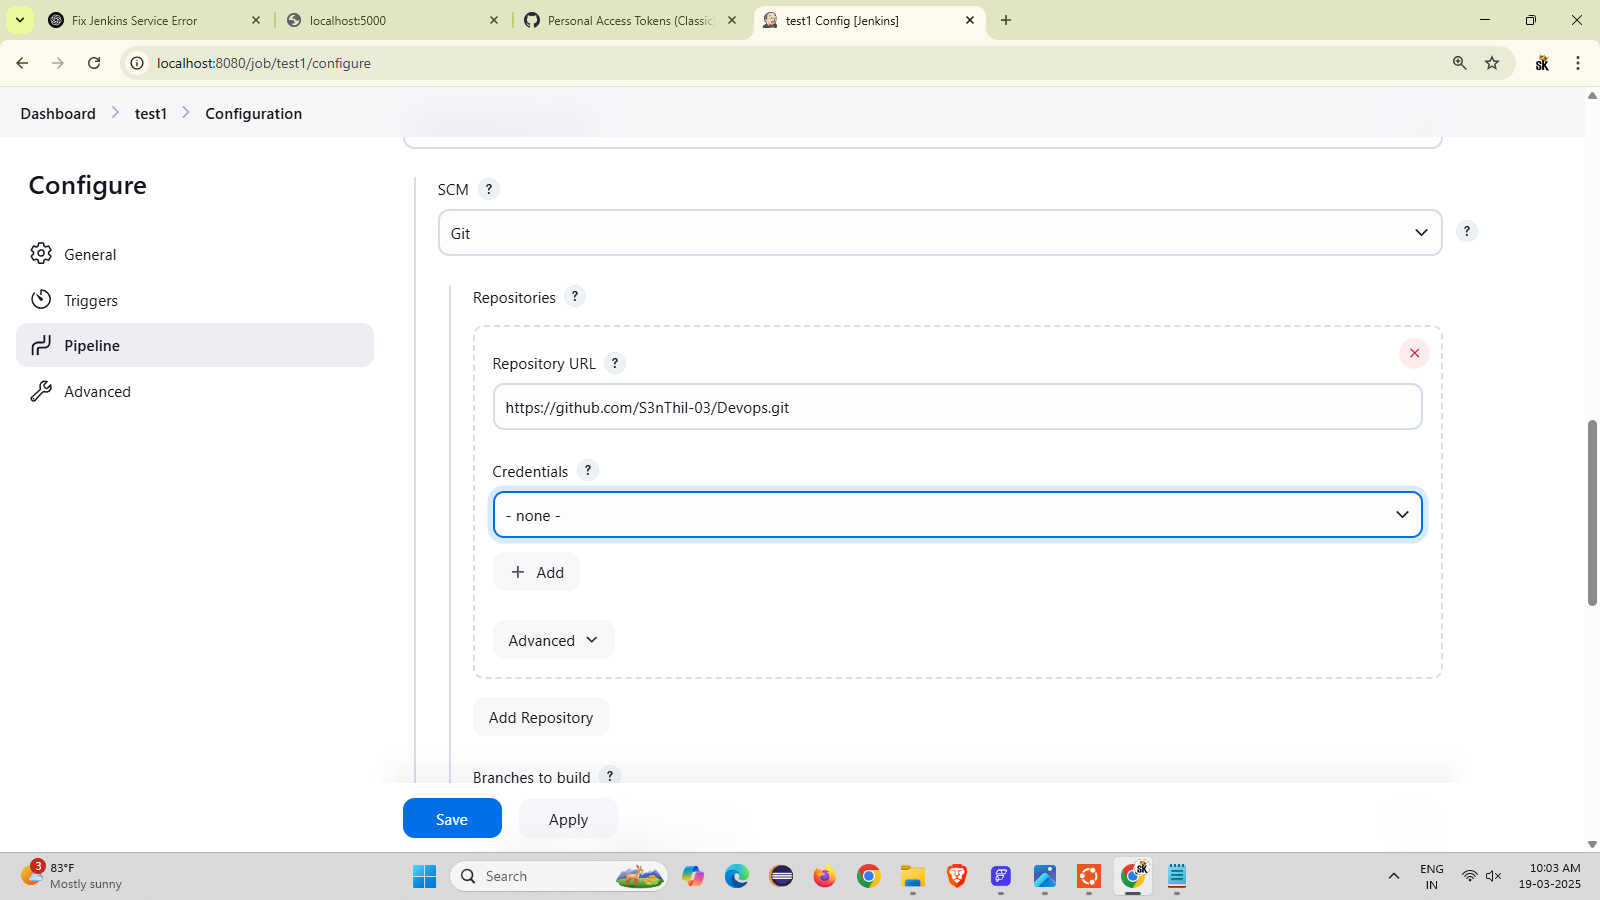 Fix Jenkins Service Error
localhost:5000
Personal Access Tokens (Classic
test1 Config [Jenkins]
localhost:8080/job/test1/configure
SK
Dashboard > test1 > Configuration
Configure
General
Triggers
Pipeline
Advanced
SCM ?
Git
?
Repositories ?
Repository URL ?
https://github.com/S3nThil-03/Devops.git
Credentials ?
- none -
+ Add
Advanced
Add Repository
Branches to build ?
Save
Apply
3
83°F
Mostly sunny
Search
SK
ENG
IN
10:03 AM
19-03-2025